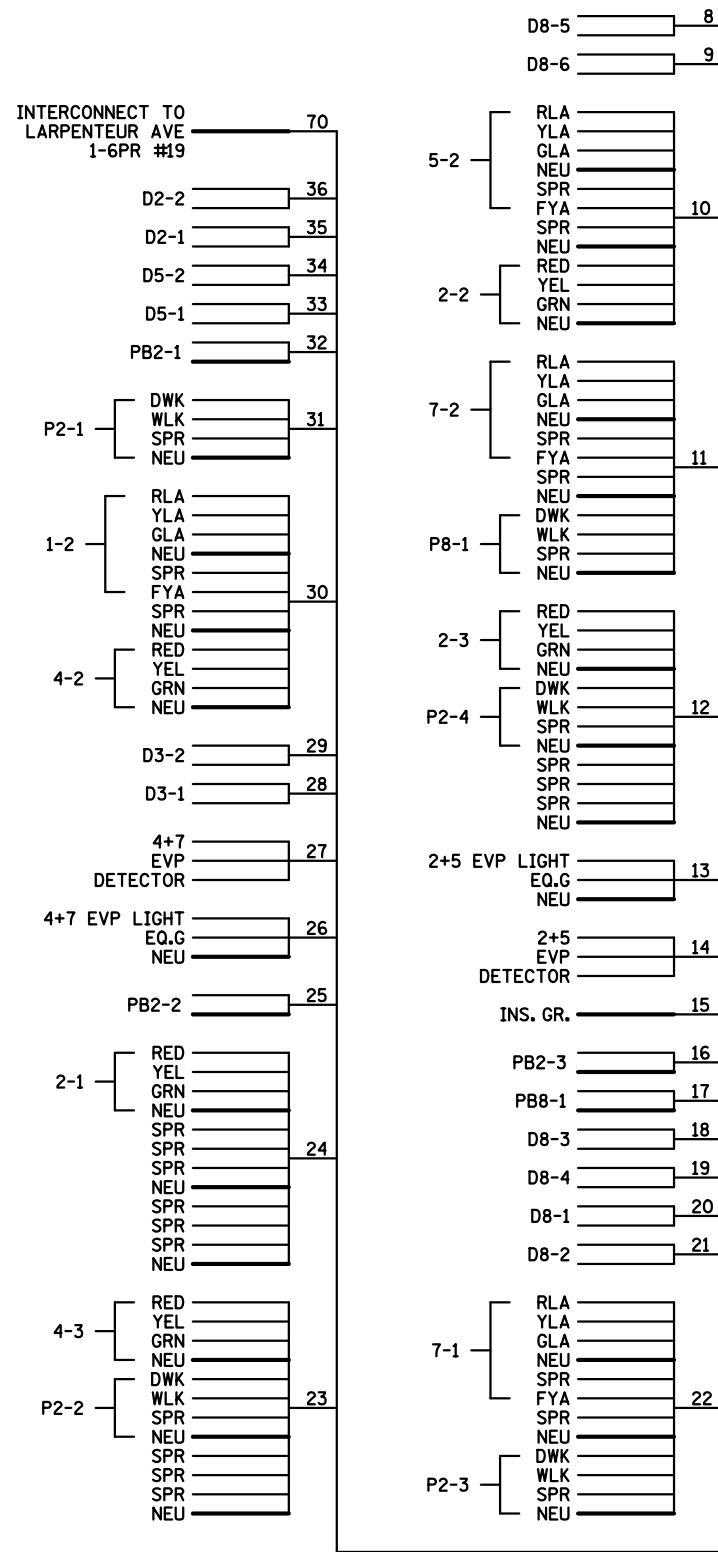 INTERCONNECT TO
LARPENTEUR AVE
1-6PR #19
70
D2-2
36
D2-1
35
D5-2
34
D5-1
33
PB2-1
32
P2-1
DWK
WLK
SPR
NEU
31
1-2
RLA
YLA
GLA
NEU
SPR
FYA
SPR
NEU
30
4-2
RED
YEL
GRN
NEU
D3-2
29
D3-1
28
4+7
EVP
DETECTOR
27
4+7 EVP LIGHT
EQ.G
NEU
26
PB2-2
25
2-1
RED
YEL
GRN
NEU
SPR
SPR
SPR
NEU
SPR
SPR
SPR
NEU
24
4-3
RED
YEL
GRN
NEU
P2-2
DWK
WLK
SPR
NEU
SPR
SPR
SPR
NEU
23
D8-5
8
D8-6
9
5-2
RLA
YLA
GLA
NEU
SPR
FYA
SPR
NEU
10
2-2
RED
YEL
GRN
NEU
7-2
RLA
YLA
GLA
NEU
SPR
FYA
SPR
NEU
11
P8-1
DWK
WLK
SPR
NEU
2-3
RED
YEL
GRN
NEU
P2-4
DWK
WLK
SPR
NEU
SPR
SPR
SPR
NEU
12
2+5 EVP LIGHT
EQ.G
NEU
13
2+5
EVP
DETECTOR
14
INS. GR.
15
PB2-3
16
PB8-1
17
D8-3
18
D8-4
19
D8-1
20
D8-2
21
7-1
RLA
YLA
GLA
NEU
SPR
FYA
SPR
NEU
22
P2-3
DWK
WLK
SPR
NEU